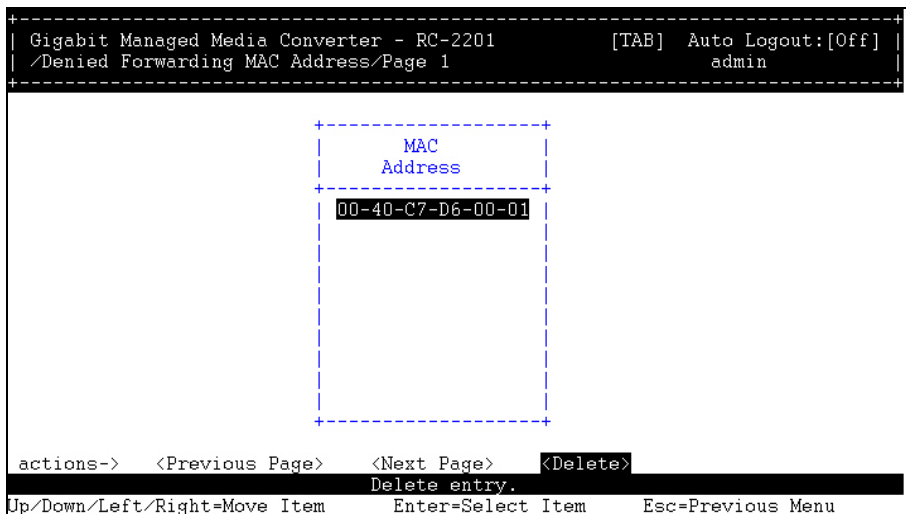 Gigabit Managed Media Converter - RC-2201 [TAB] Auto Logout:[Off]
/Denied Forwarding MAC Address/Page 1 admin
MAC
Address
00-40-C7-D6-00-01
actions-> <Previous Page> <Next Page> <Delete>
Delete entry.
Up/Down/Left/Right=Move Item Enter=Select Item Esc=Previous Menu